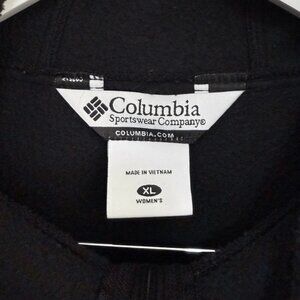 Columbia
Sportswear Company®
COLUMBIA.COM
MADE IN VIETNAM
XL
WOMEN'S